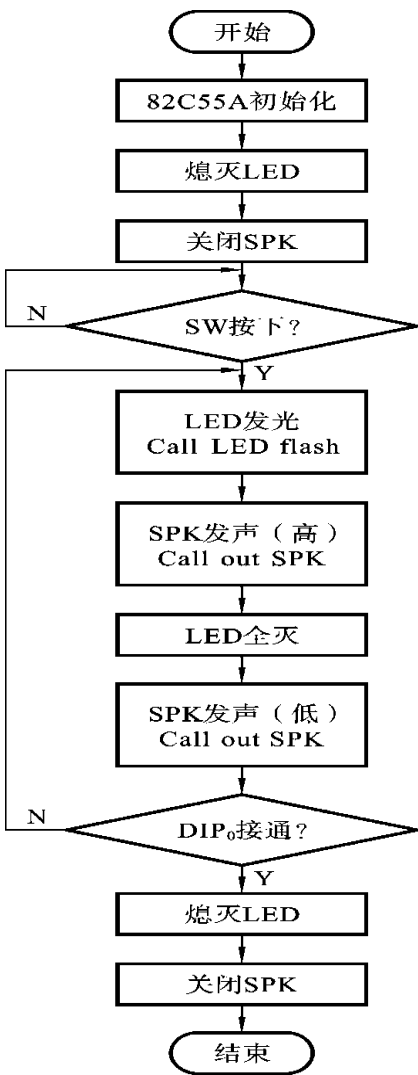 开始
82C55A初始化
熄灭LED
关闭SPK
N
SW按下?
Y
LED发光
Call LED flash
SPK发声（高）
Call out SPK
LED全灭
SPK发声（低）
Call out SPK
N
DIP₀接通?
Y
熄灭LED
关闭SPK
结束